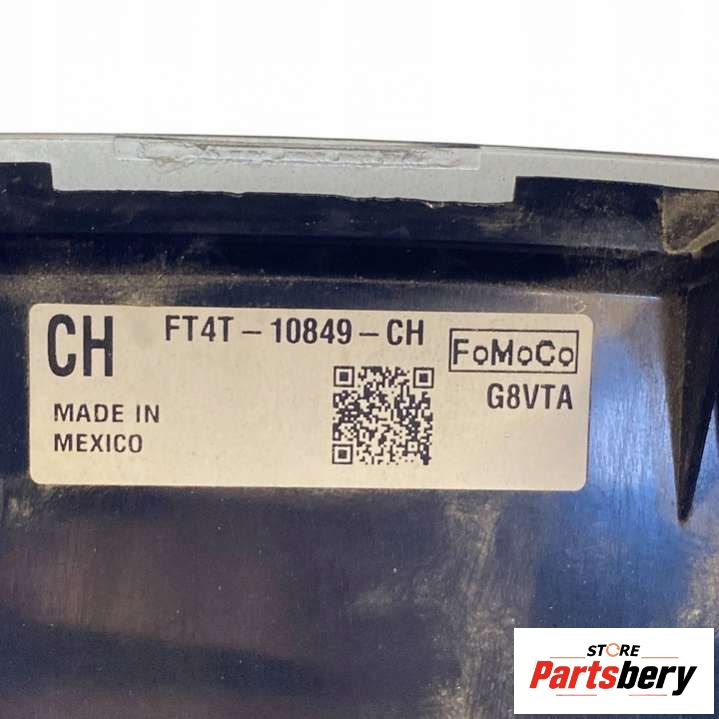 CH
FT4T-10849-CH
FoMoCo
G8VTA
MADE IN
MEXICO
STORE
Partsbery